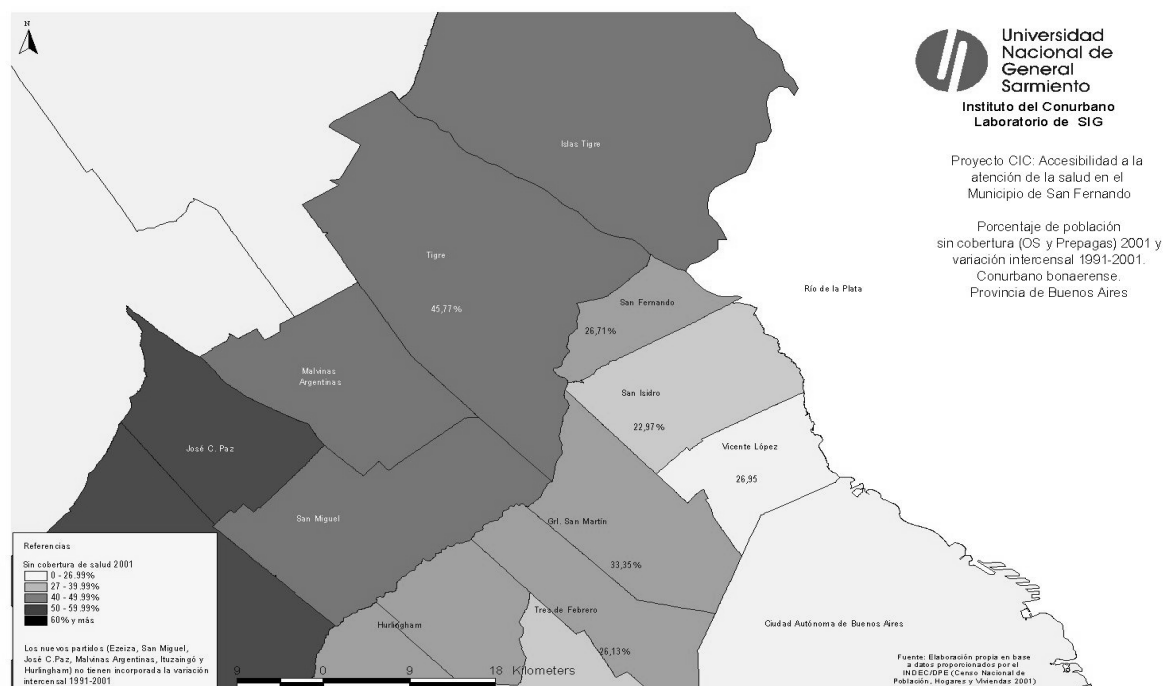 N
Universidad
Nacional de
General
Sarmiento
Instituto del Conurbano
Laboratorio de SIG
Proyecto CIC: Accesibilidad a la
atención de la salud en el
Municipio de San Fernando
Porcentaje de población
sin cobertura (OS y Prepagas) 2001 y
variación intercensal 1991-2001.
Conurbano bonaerense.
Provincia de Buenos Aires
Islas Tigre
Tigre
45,77%
San Fernando
26,71%
Río de la Plata
Malvinas
Argentinas
San Isidro
22,97%
José C. Paz
Vicente López
26,95
San Miguel
Grl. San Martín
33,35%
Tres de Febrero
26,13%
Hurlingham
Ciudad Autónoma de Buenos Aires
Referencias
Sin cobertura de salud 2001
0 - 26.99%
27 - 39.99%
40 - 49.99%
50 - 59.99%
60% y más
Los nuevos partidos (Ezeiza, San Miguel,
José C.Paz, Malvinas Argentinas, Ituzaingó y
Hurlingham) no tienen incorporada la variación
intercensal 1991-2001
9 0 9 18 Kilometers
Fuente: Elaboración propia en base
a datos proporcionados por el
INDEC/DPE (Censo Nacional de
Población, Hogares y Viviendas 2001)